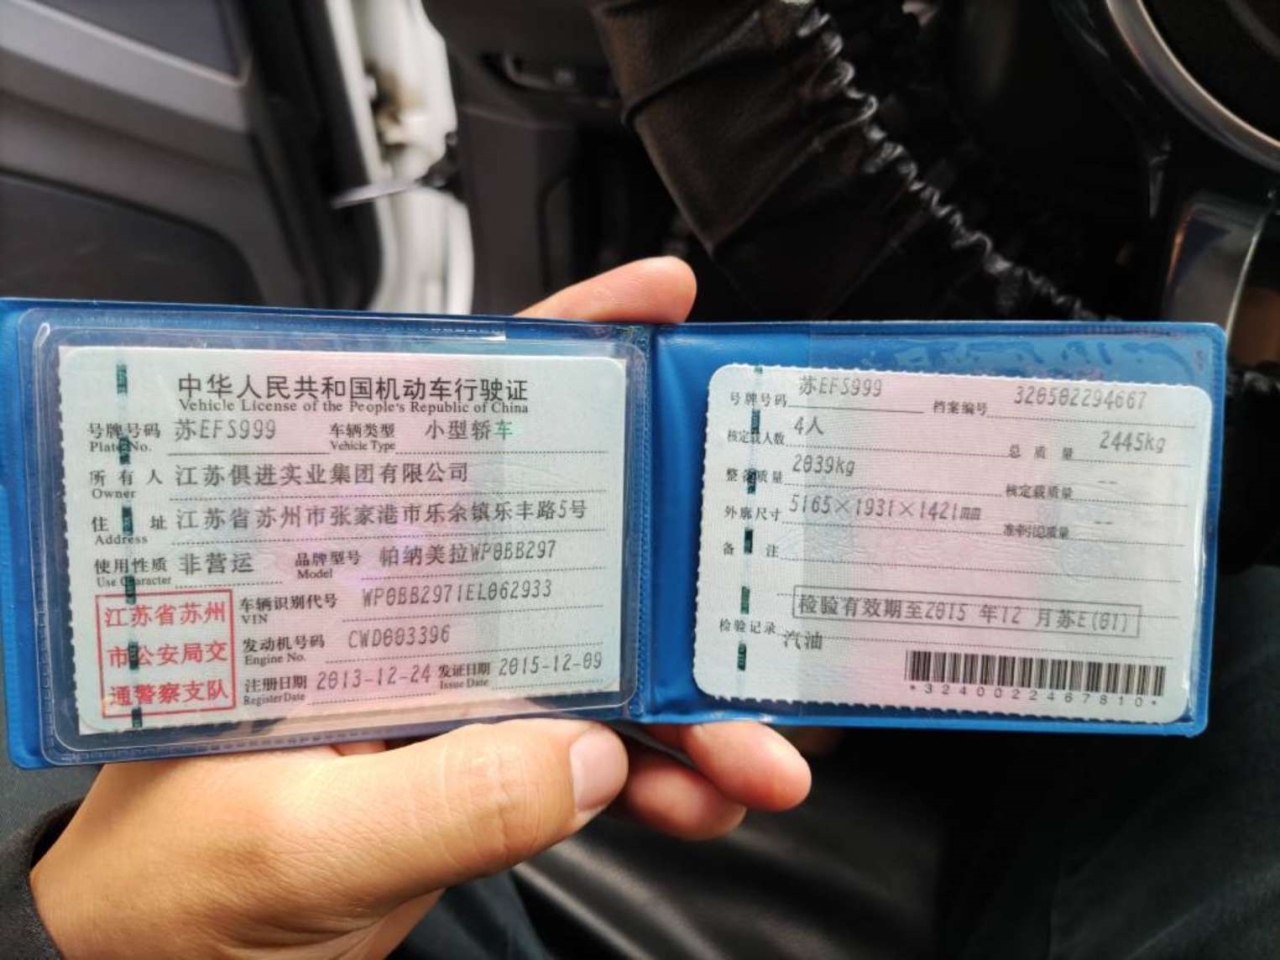 中华人民共和国机动车行驶证
Vehicle License of the People's Republic of China
号牌号码 苏EFS999 车辆类型 小型轿车
Plate No. Vehicle Type
所有人 江苏俱进实业集团有限公司
Owner
住址 江苏省苏州市张家港市乐余镇乐丰路5号
Address
使用性质 非营运 品牌型号 帕纳美拉WP0BB297
Use Character Model
江苏省苏州
市公安局交
通警察支队
车辆识别代号 WP0BB2971EL062933
VIN
发动机号码 CWD003396
Engine No.
注册日期 2013-12-24 发证日期 2015-12-09
Register Date Issue Date
号牌号码 苏EFS999 档案编号 320502294667
核定载人数 4人 总质量 2445kg
整备质量 2039kg 核定载质量 --
外廓尺寸 5165×1931×1421mm 准牵引总质量 --
备注
检验有效期至2015 年12 月苏E(01)
检验记录
汽油
*3240022467810*